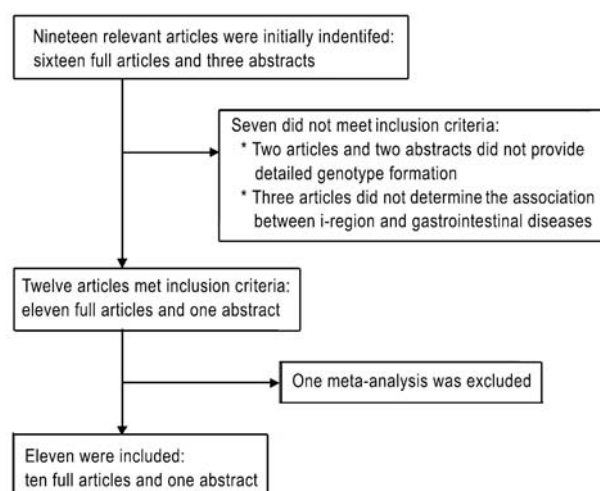 Nineteen relevant articles were initially indentifed:
sixteen full articles and three abstracts
Seven did not meet inclusion criteria:
* Two articles and two abstracts did not provide
detailed genotype formation
* Three articles did not determine the association
between i-region and gastrointestinal diseases
Twelve articles met inclusion criteria:
eleven full articles and one abstract
One meta-analysis was excluded
Eleven were included:
ten full articles and one abstract